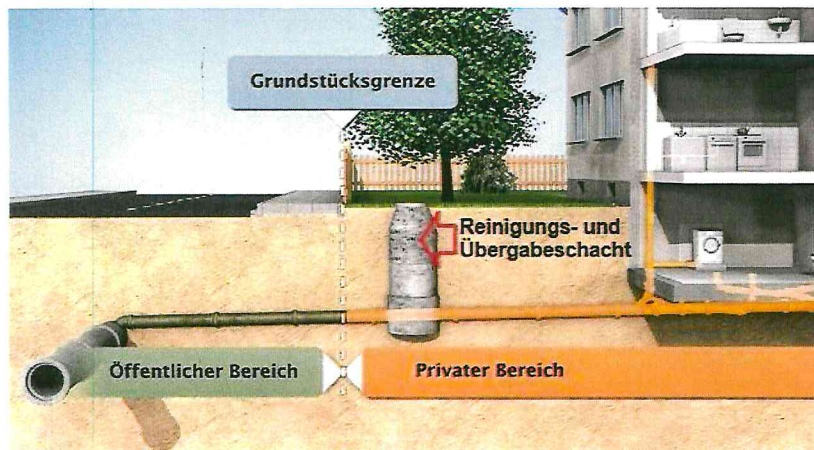 Grundstücksgrenze
Reinigungs- und
Übergabeschacht
Öffentlicher Bereich
Privater Bereich